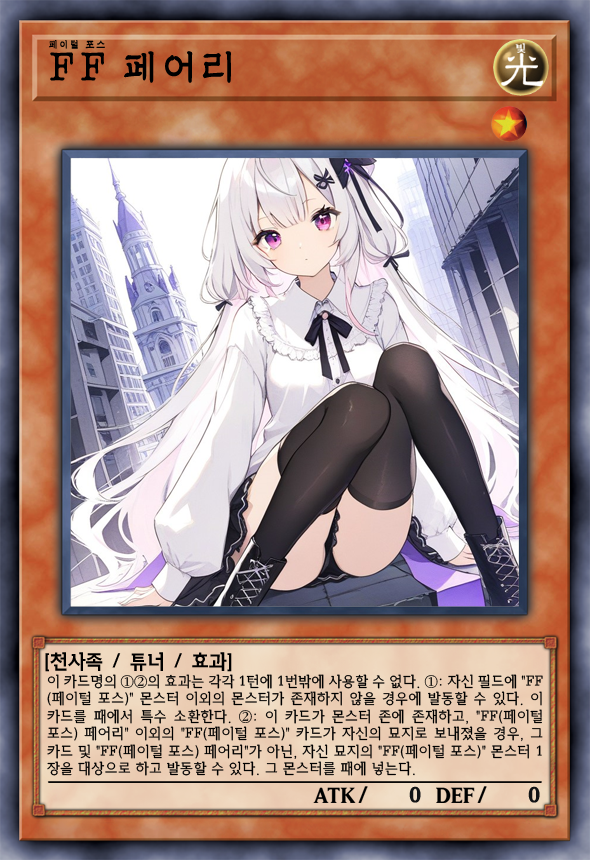 페이털 포스
FF 페어리
빛
光
[천사족 / 튜너 / 효과]
이 카드명의 ①②의 효과는 각각 1턴에 1번밖에 사용할 수 없다. ①: 자신 필드에 "FF
(페이털 포스)" 몬스터 이외의 몬스터가 존재하지 않을 경우에 발동할 수 있다. 이
카드를 패에서 특수 소환한다. ②: 이 카드가 몬스터 존에 존재하고, "FF(페이털
포스) 페어리" 이외의 "FF(페이털 포스)" 카드가 자신의 묘지로 보내졌을 경우, 그
카드 및 "FF(페이털 포스) 페어리"가 아닌, 자신 묘지의 "FF(페이털 포스)" 몬스터 1
장을 대상으로 하고 발동할 수 있다. 그 몬스터를 패에 넣는다.
ATK/ 0 DEF/ 0